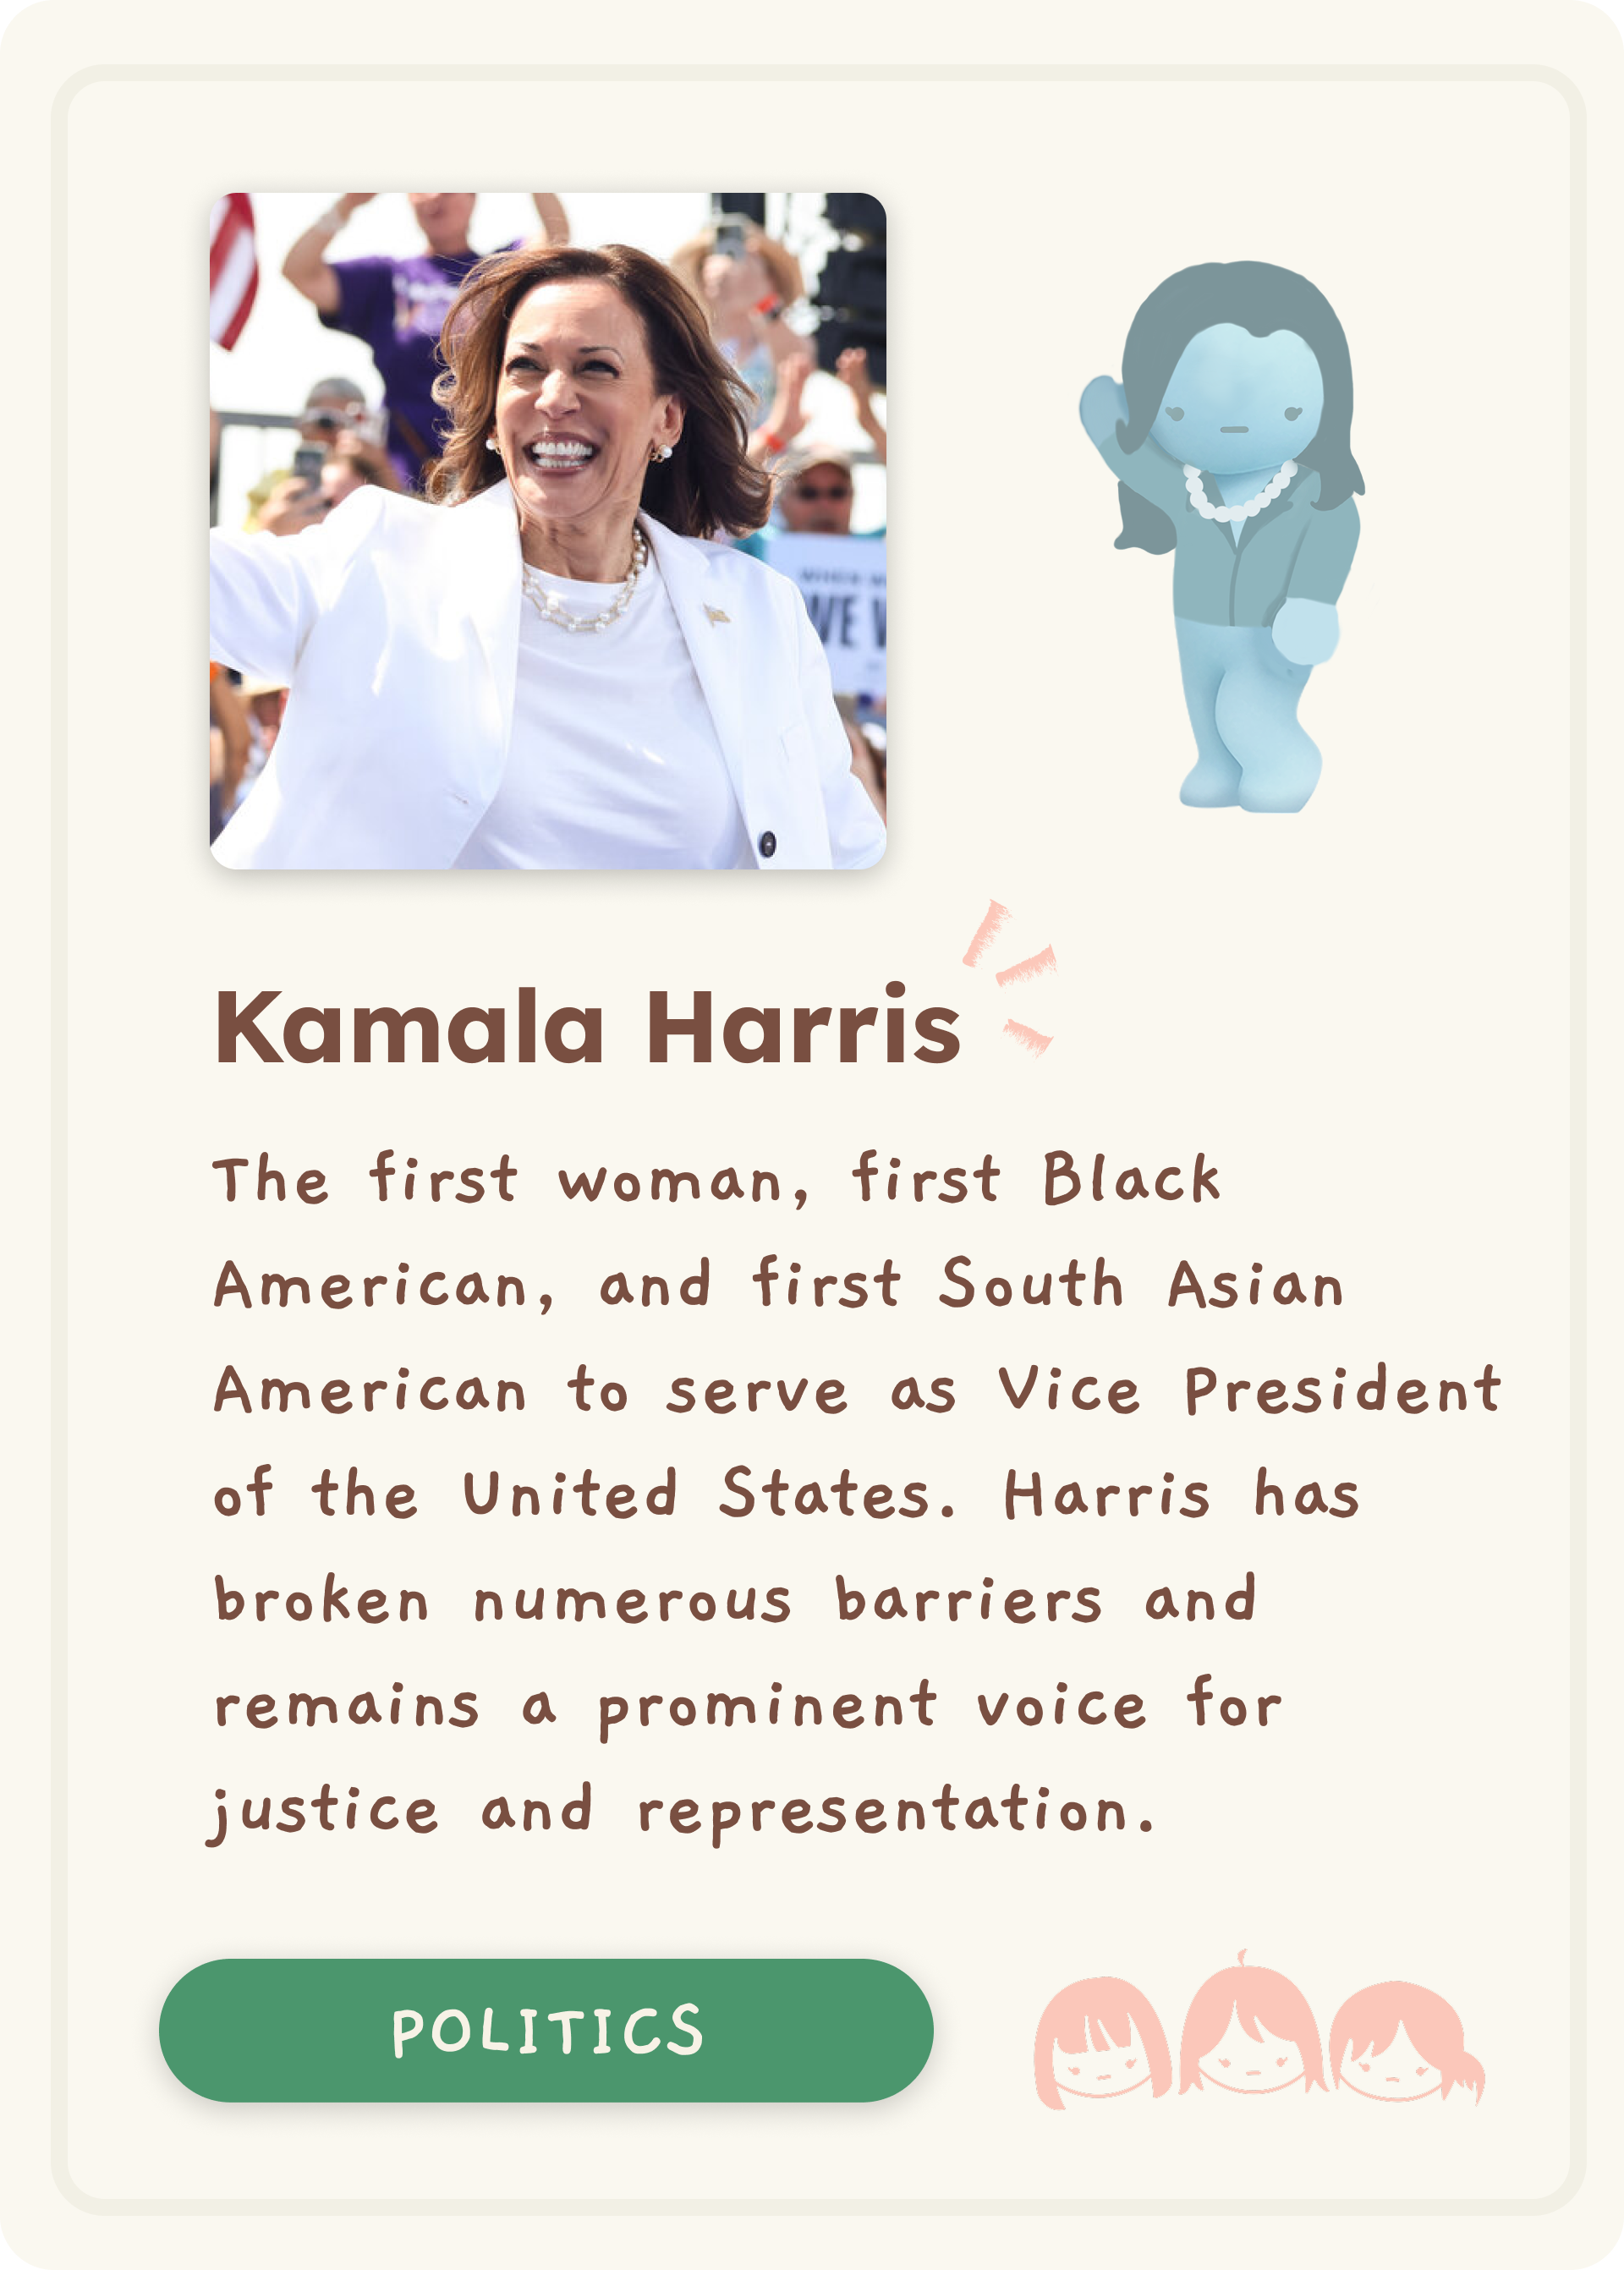 WE
Kamala Harris
The first woman, first Black
American, and first South Asian
American to serve as Vice President
of the United States. Harris has
broken numerous barriers and
remains a prominent voice for
justice and representation.
POLITICS